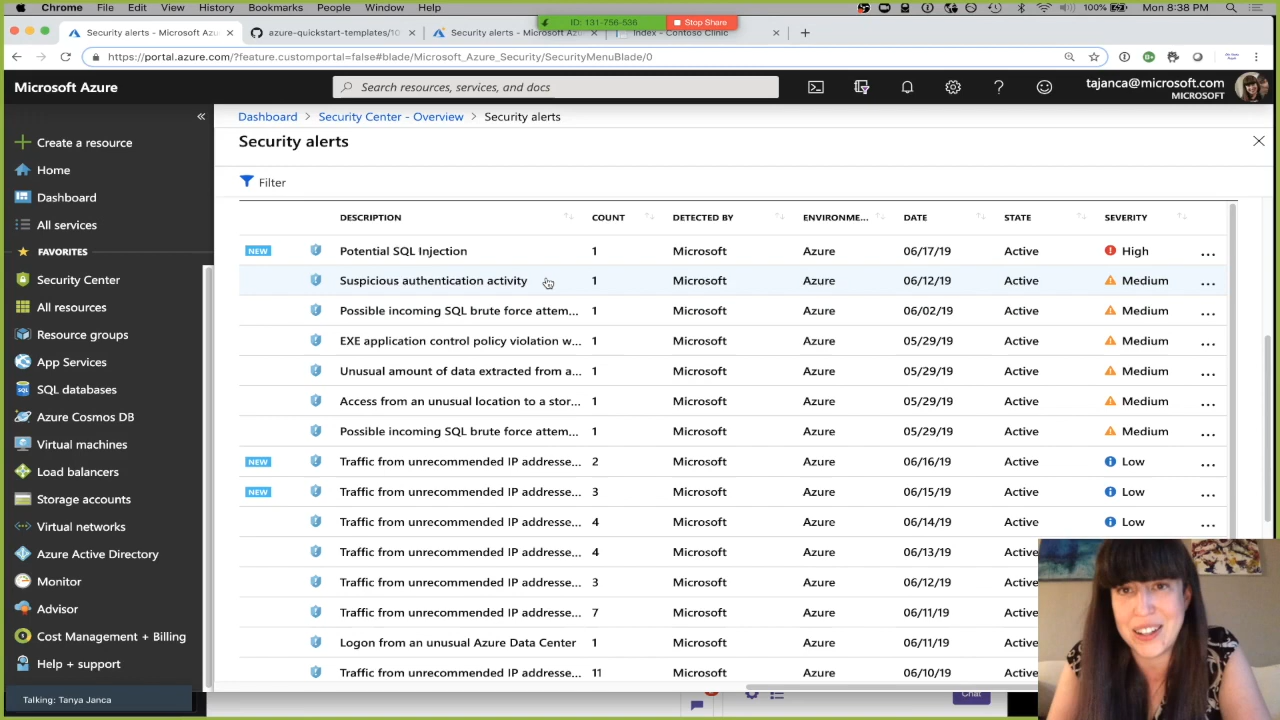 Chrome File Edit View History Bookmarks People Window Help
100% Mon 8:38 PM
ID: 131-756-536 Stop Share
Security alerts - Microsoft Azu
azure-quickstart-templates/10
Security alerts - Microsoft Azu
Index - Contoso Clinic
https://portal.azure.com/?feature.customportal=false#blade/Microsoft_Azure_Security/SecurityMenuBlade/0
Microsoft Azure
Search resources, services, and docs
tajanca@microsoft.com
MICROSOFT
Create a resource
Home
Dashboard
All services
FAVORITES
Security Center
All resources
Resource groups
App Services
SQL databases
Azure Cosmos DB
Virtual machines
Load balancers
Storage accounts
Virtual networks
Azure Active Directory
Monitor
Advisor
Cost Management + Billing
Help + support
Talking: Tanya Janca
Dashboard > Security Center - Overview > Security alerts
Security alerts
Filter
DESCRIPTION COUNT DETECTED BY ENVIRONME... DATE STATE SEVERITY
NEW Potential SQL Injection 1 Microsoft Azure 06/17/19 Active High ...
Suspicious authentication activity 1 Microsoft Azure 06/12/19 Active Medium ...
Possible incoming SQL brute force attem... 1 Microsoft Azure 06/02/19 Active Medium ...
EXE application control policy violation w... 1 Microsoft Azure 05/29/19 Active Medium ...
Unusual amount of data extracted from a... 1 Microsoft Azure 05/29/19 Active Medium ...
Access from an unusual location to a stor... 1 Microsoft Azure 05/29/19 Active Medium ...
Possible incoming SQL brute force attem... 1 Microsoft Azure 05/29/19 Active Medium ...
NEW Traffic from unrecommended IP addresse... 2 Microsoft Azure 06/16/19 Active Low ...
NEW Traffic from unrecommended IP addresse... 3 Microsoft Azure 06/15/19 Active Low ...
Traffic from unrecommended IP addresse... 4 Microsoft Azure 06/14/19 Active Low ...
Traffic from unrecommended IP addresse... 4 Microsoft Azure 06/13/19 Active
Traffic from unrecommended IP addresse... 3 Microsoft Azure 06/12/19 Active
Traffic from unrecommended IP addresse... 7 Microsoft Azure 06/11/19 Active
Logon from an unusual Azure Data Center 1 Microsoft Azure 06/11/19 Active
Traffic from unrecommended IP addresse... 11 Microsoft Azure 06/10/19 Active
Chat